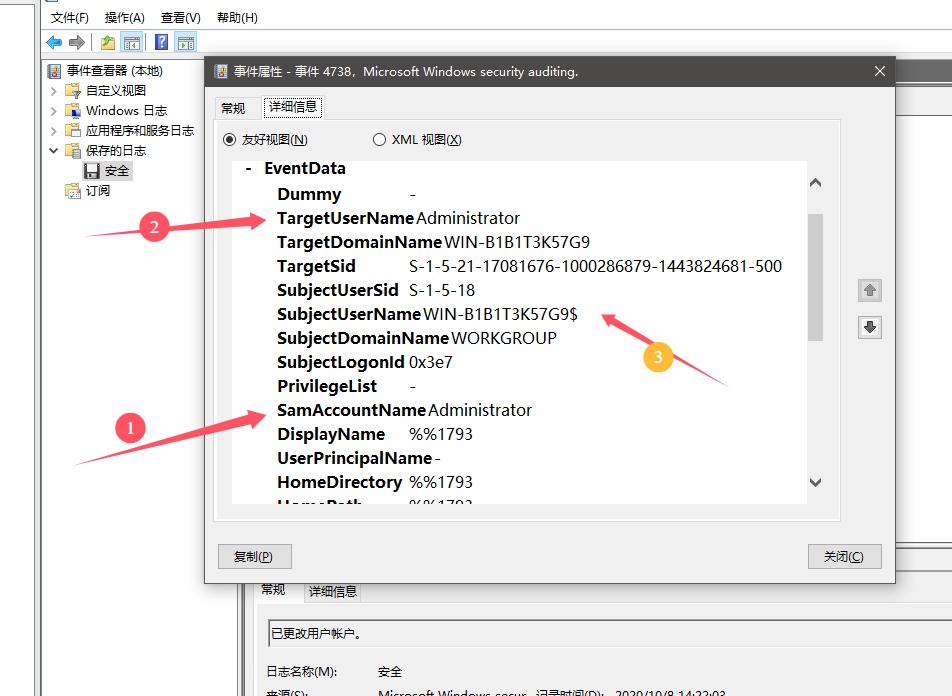 文件(F) 操作(A) 查看(V) 帮助(H)
事件查看器 (本地)
自定义视图
Windows 日志
应用程序和服务日志
保存的日志
安全
订阅
事件属性 - 事件 4738，Microsoft Windows security auditing.
常规 详细信息
友好视图(N) XML 视图(X)
- EventData
Dummy -
TargetUserName Administrator
TargetDomainName WIN-B1B1T3K57G9
TargetSid S-1-5-21-17081676-1000286879-1443824681-500
SubjectUserSid S-1-5-18
SubjectUserName WIN-B1B1T3K57G9$
SubjectDomainName WORKGROUP
SubjectLogonId 0x3e7
PrivilegeList -
SamAccountName Administrator
DisplayName %%1793
UserPrincipalName -
HomeDirectory %%1793
HomePath %%1793
2
3
1
复制(P) 关闭(C)
常规 详细信息
已更改用户帐户。
日志名称(M): 安全
来源(S): Microsoft Windows secur 记录时间(D): 2020/10/8 14:22:03